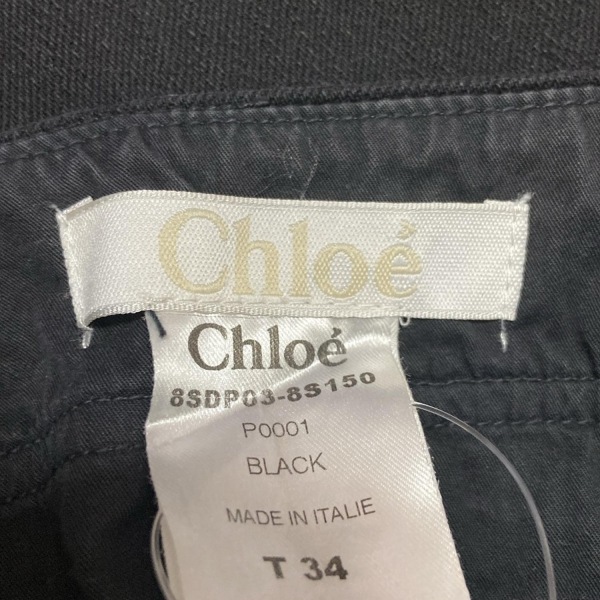 Chloé
Chloé
8SDP03-8S150
P0001
BLACK
MADE IN ITALIE
T 34